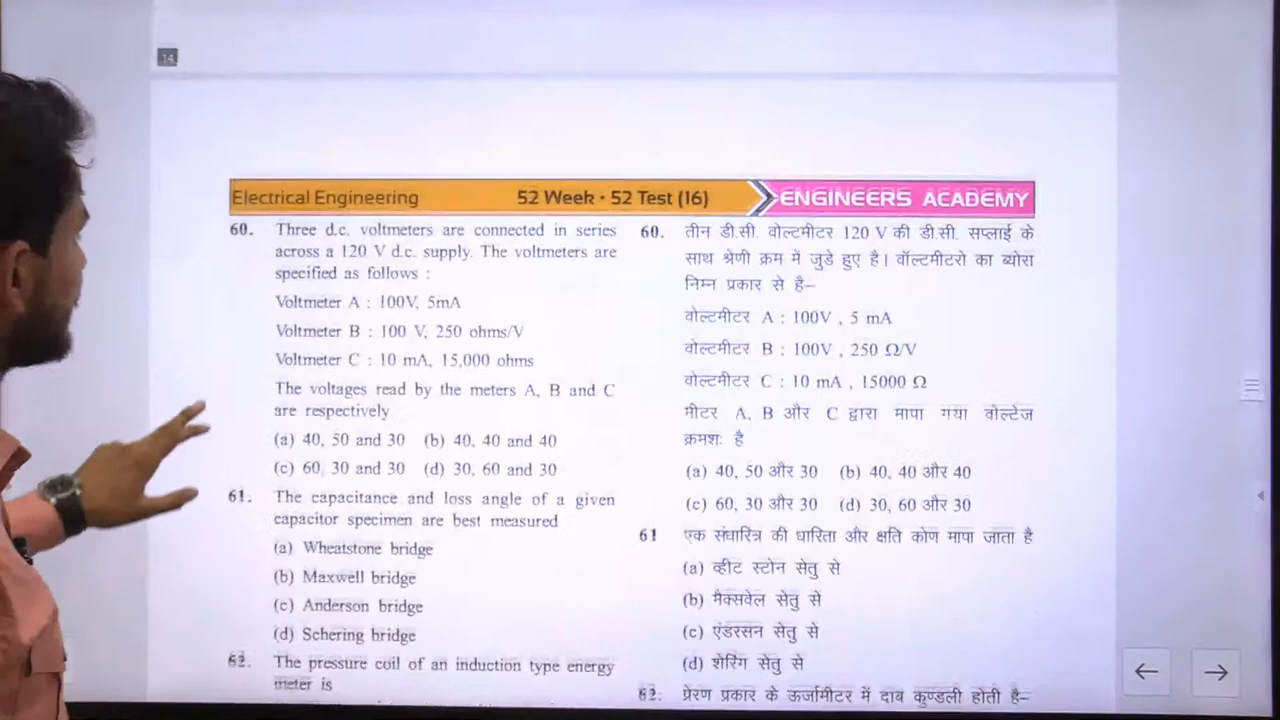 14
Electrical Engineering 52 Week • 52 Test (16) ENGINEERS ACADEMY
60. Three d.c. voltmeters are connected in series
across a 120 V d.c. supply. The voltmeters are
specified as follows :
Voltmeter A : 100V, 5mA
Voltmeter B : 100 V, 250 ohms/V
Voltmeter C : 10 mA, 15,000 ohms
The voltages read by the meters A, B and C
are respectively
(a) 40, 50 and 30 (b) 40, 40 and 40
(c) 60, 30 and 30 (d) 30, 60 and 30
61. The capacitance and loss angle of a given
capacitor specimen are best measured
(a) Wheatstone bridge
(b) Maxwell bridge
(c) Anderson bridge
(d) Schering bridge
62. The pressure coil of an induction type energy
meter is
60. तीन डी.सी. वोल्टमीटर 120 V की डी.सी. सप्लाई के
साथ श्रेणी क्रम में जुडे हुए है। वॉल्टमीटरो का ब्योरा
निम्न प्रकार से है–
वोल्टमीटर A : 100V , 5 mA
वोल्टमीटर B : 100V , 250 Ω/V
वोल्टमीटर C : 10 mA , 15000 Ω
मीटर A, B और C द्वारा मापा गया वोल्टेज
क्रमशः है
(a) 40, 50 और 30 (b) 40, 40 और 40
(c) 60, 30 और 30 (d) 30, 60 और 30
61 एक संधारित्र की धारिता और क्षति कोण मापा जाता है
(a) व्हीट स्टोन सेतु से
(b) मैक्सवेल सेतु से
(c) एंडरसन सेतु से
(d) शेरिंग सेतु से
62. प्रेरण प्रकार के ऊर्जामीटर में दाब कुण्डली होती है–